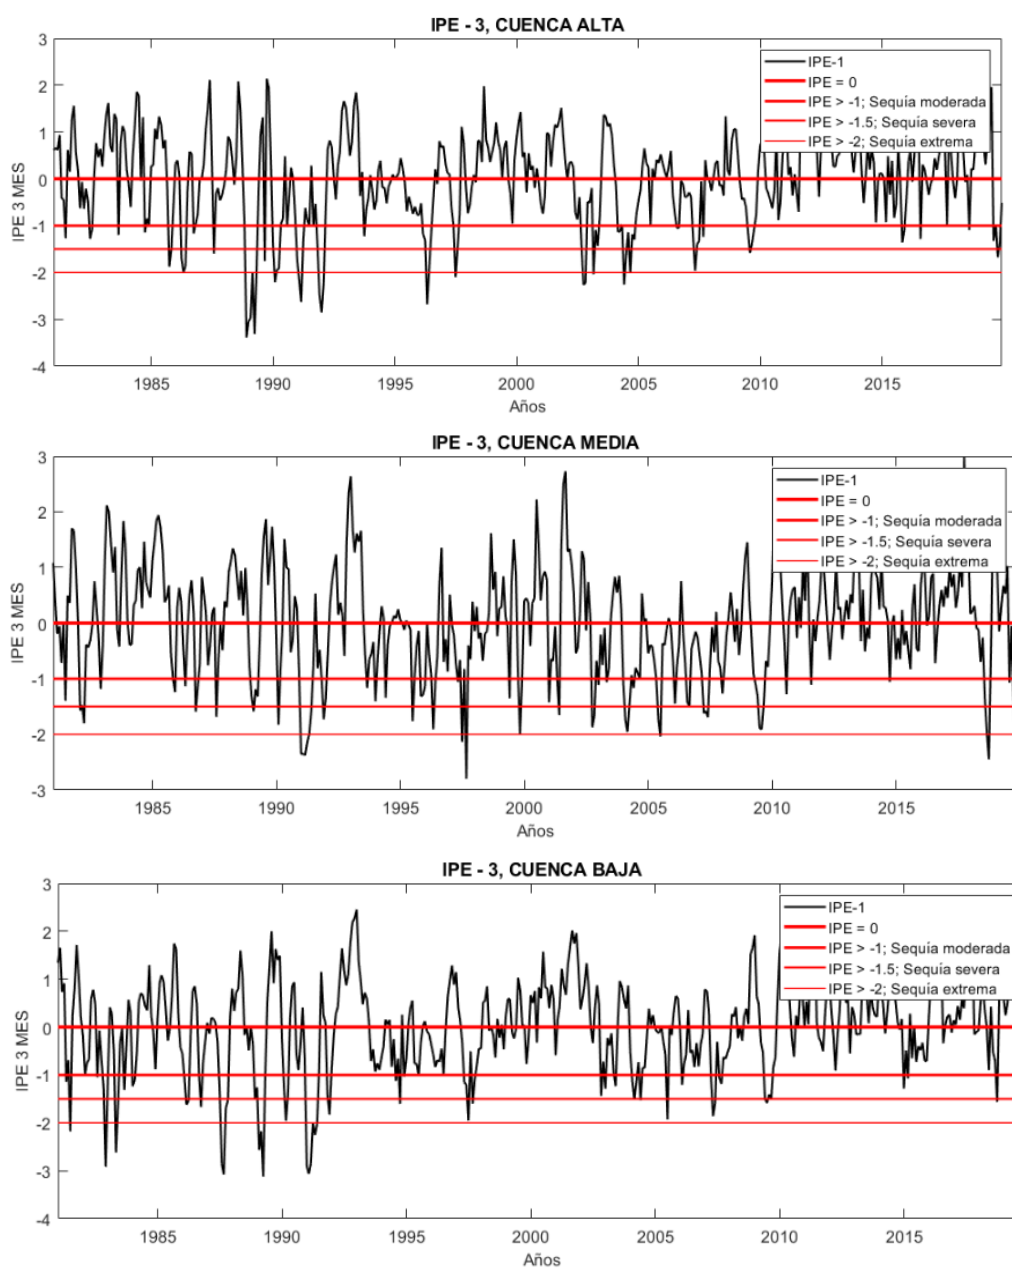 IPE - 3, CUENCA ALTA
3
2
1
0
-1
-2
-3
-4
IPE 3 MES
IPE-1
IPE = 0
IPE > -1; Sequía moderada
IPE > -1.5; Sequía severa
IPE > -2; Sequía extrema
1985 1990 1995 2000 2005 2010 2015
Años
IPE - 3, CUENCA MEDIA
3
2
1
0
-1
-2
-3
IPE 3 MES
IPE-1
IPE = 0
IPE > -1; Sequía moderada
IPE > -1.5; Sequía severa
IPE > -2; Sequía extrema
1985 1990 1995 2000 2005 2010 2015
Años
IPE - 3, CUENCA BAJA
3
2
1
0
-1
-2
-3
-4
IPE 3 MES
IPE-1
IPE = 0
IPE > -1; Sequía moderada
IPE > -1.5; Sequía severa
IPE > -2; Sequía extrema
1985 1990 1995 2000 2005 2010 2015
Años